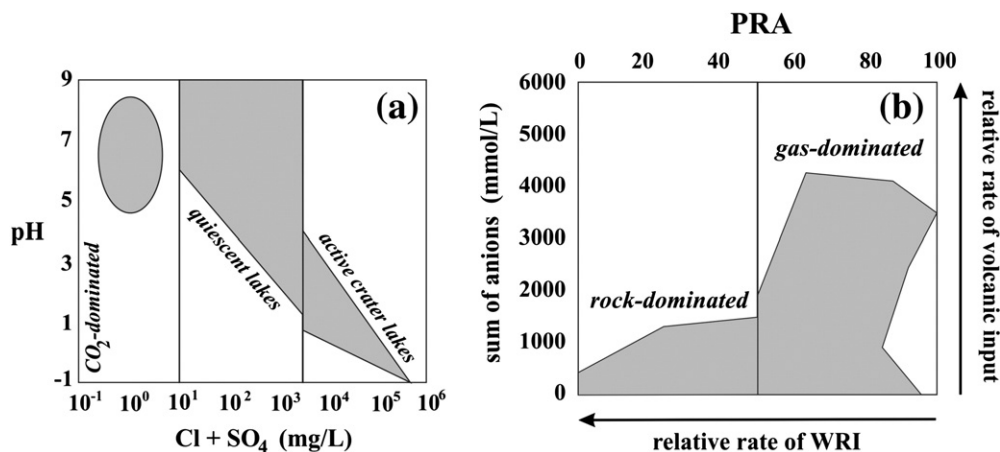 (a)
9
7
5
3
1
-1
pH
CO2-dominated
quiescent lakes
active crater lakes
10-1
100
101
102
103
104
105
106
Cl + SO4 (mg/L)
PRA
0 20 40 60 80 100
(b)
6000
5000
4000
3000
2000
1000
0
sum of anions (mmol/L)
gas-dominated
rock-dominated
relative rate of volcanic input
relative rate of WRI